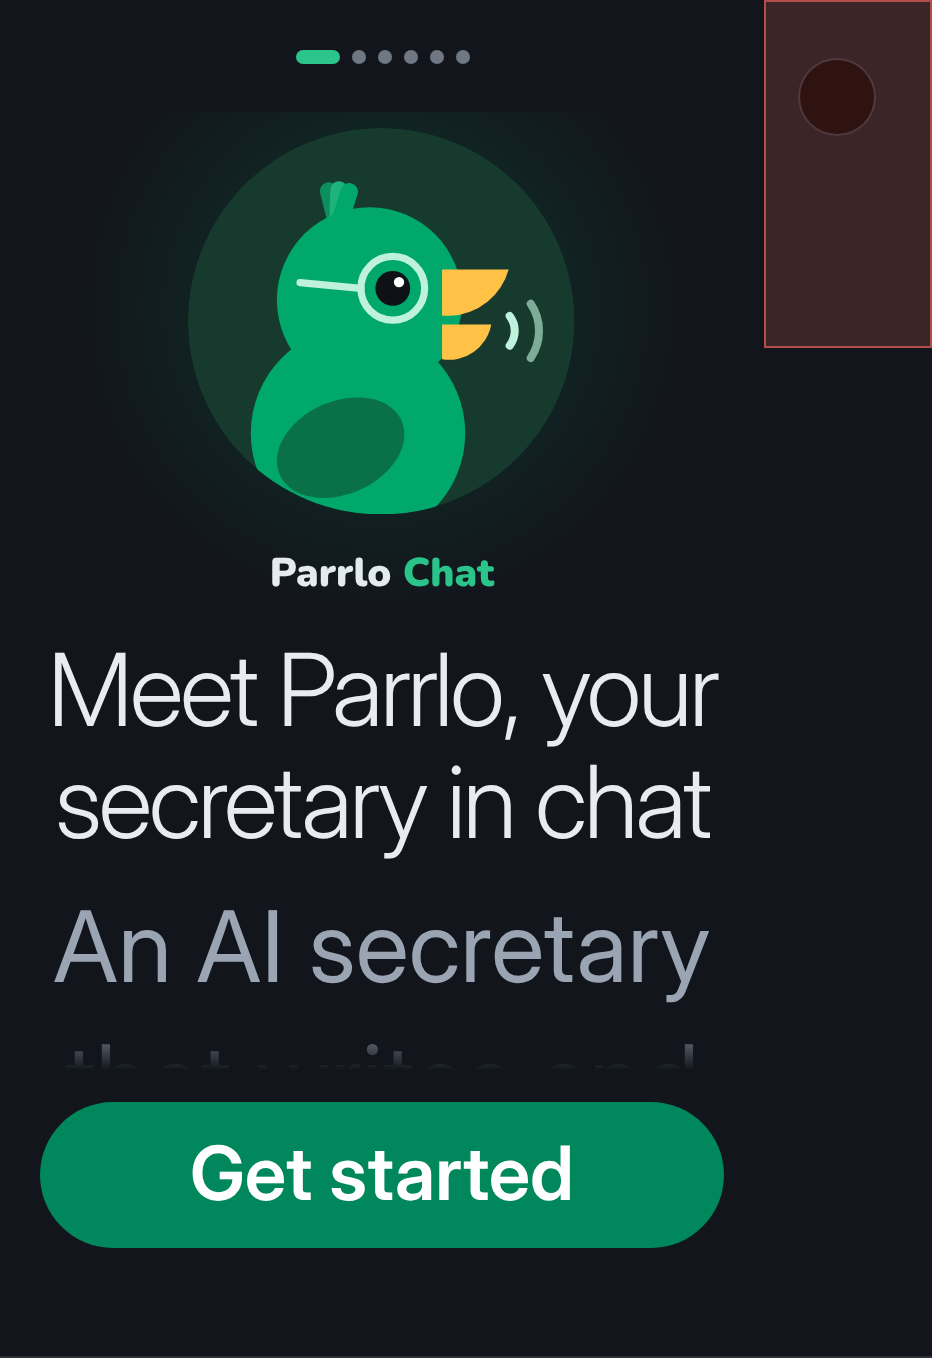 Parrlo Chat
Meet Parrlo, your
secretary in chat
An AI secretary
Get started